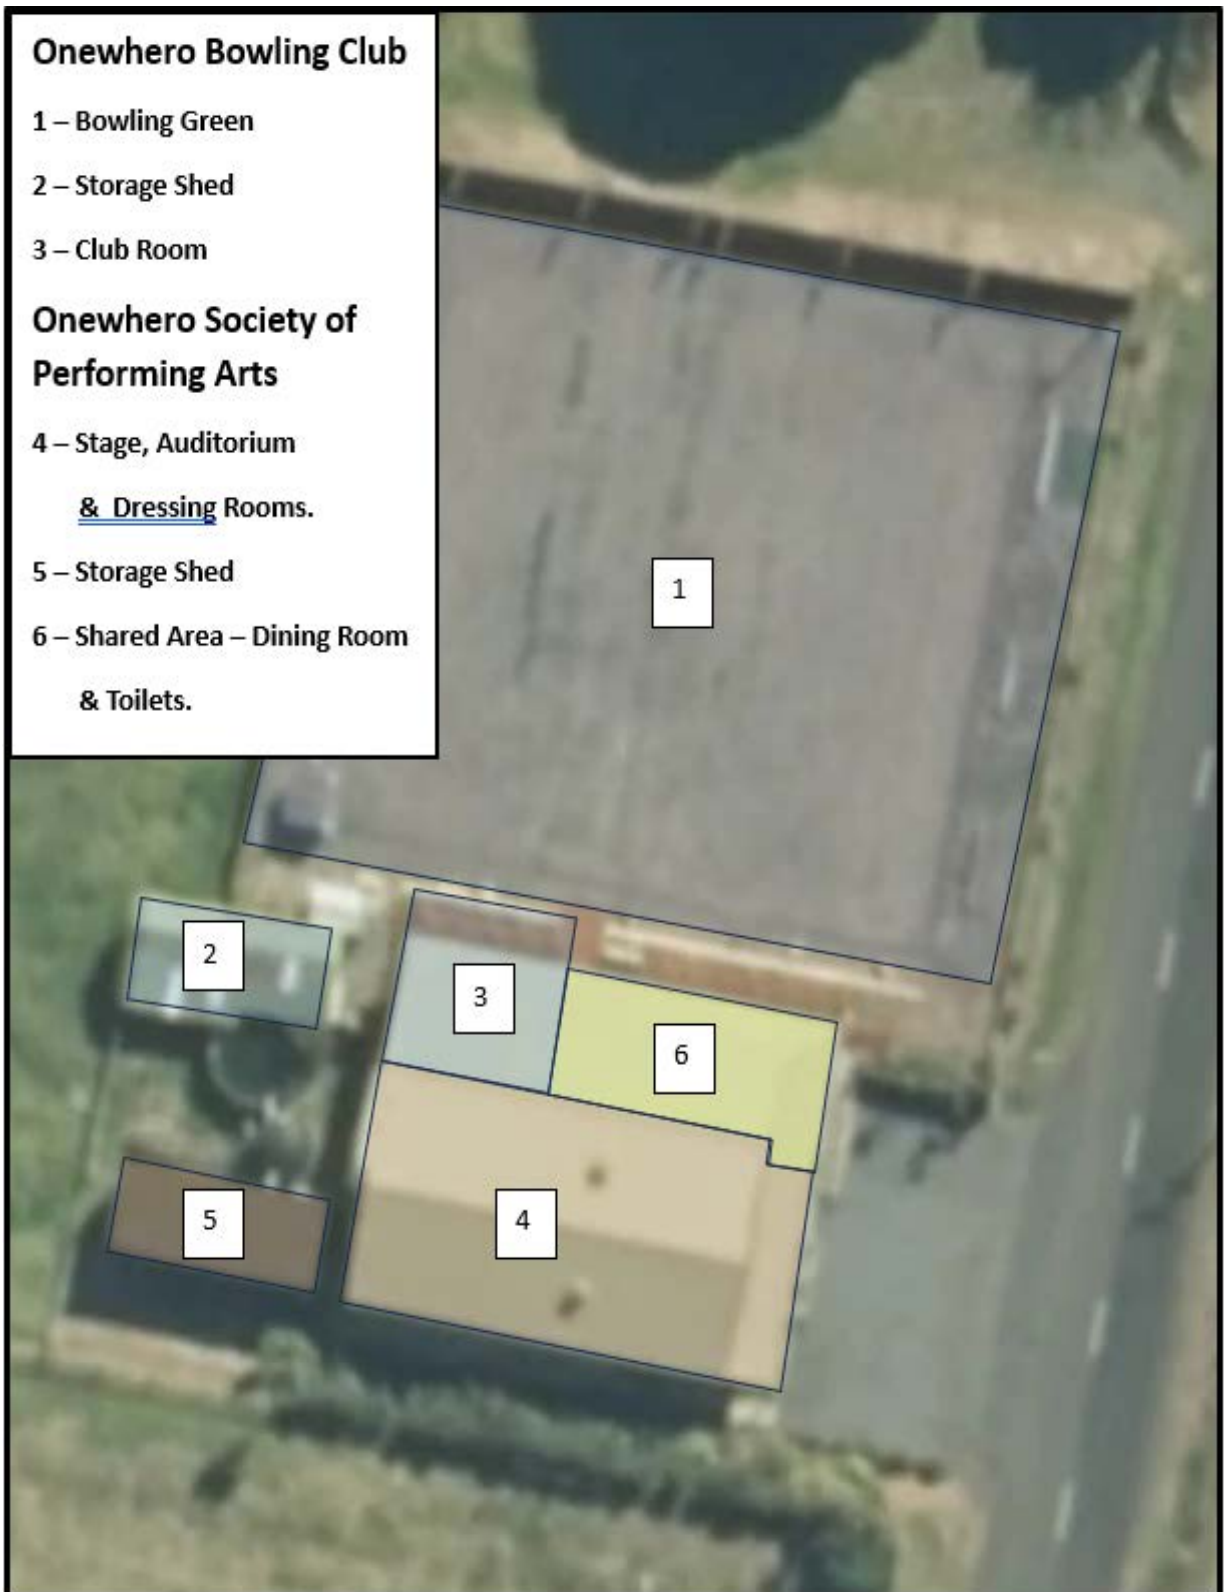 Onewhero Bowling Club
1 – Bowling Green
2 – Storage Shed
3 – Club Room
Onewhero Society of
Performing Arts
4 – Stage, Auditorium
& Dressing Rooms.
5 – Storage Shed
6 – Shared Area – Dining Room
& Toilets.
1
2
3
6
5
4